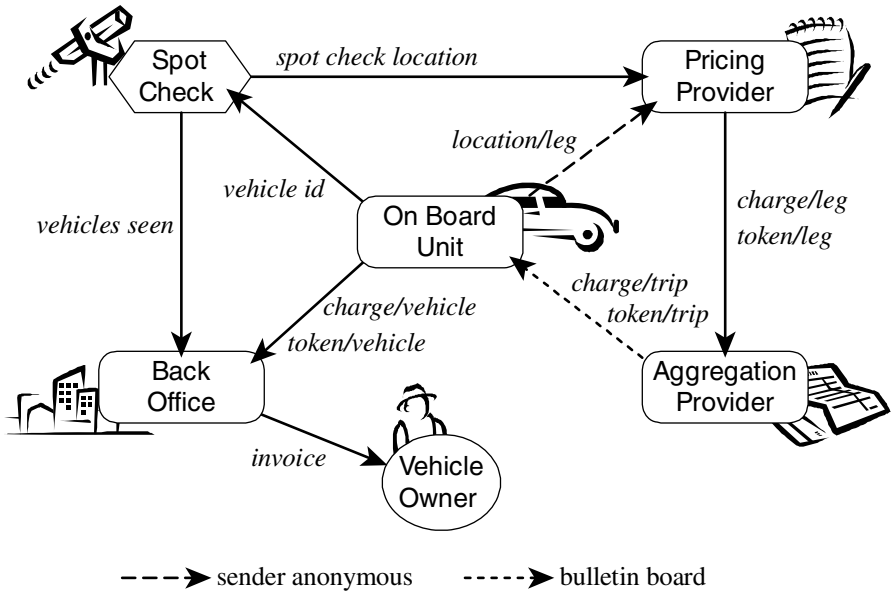 Spot
Check
spot check location
Pricing
Provider
location/leg
vehicle id
vehicles seen
On Board
Unit
charge/leg
token/leg
charge/trip
token/trip
charge/vehicle
token/vehicle
Back
Office
Aggregation
Provider
invoice
Vehicle
Owner
sender anonymous
bulletin board